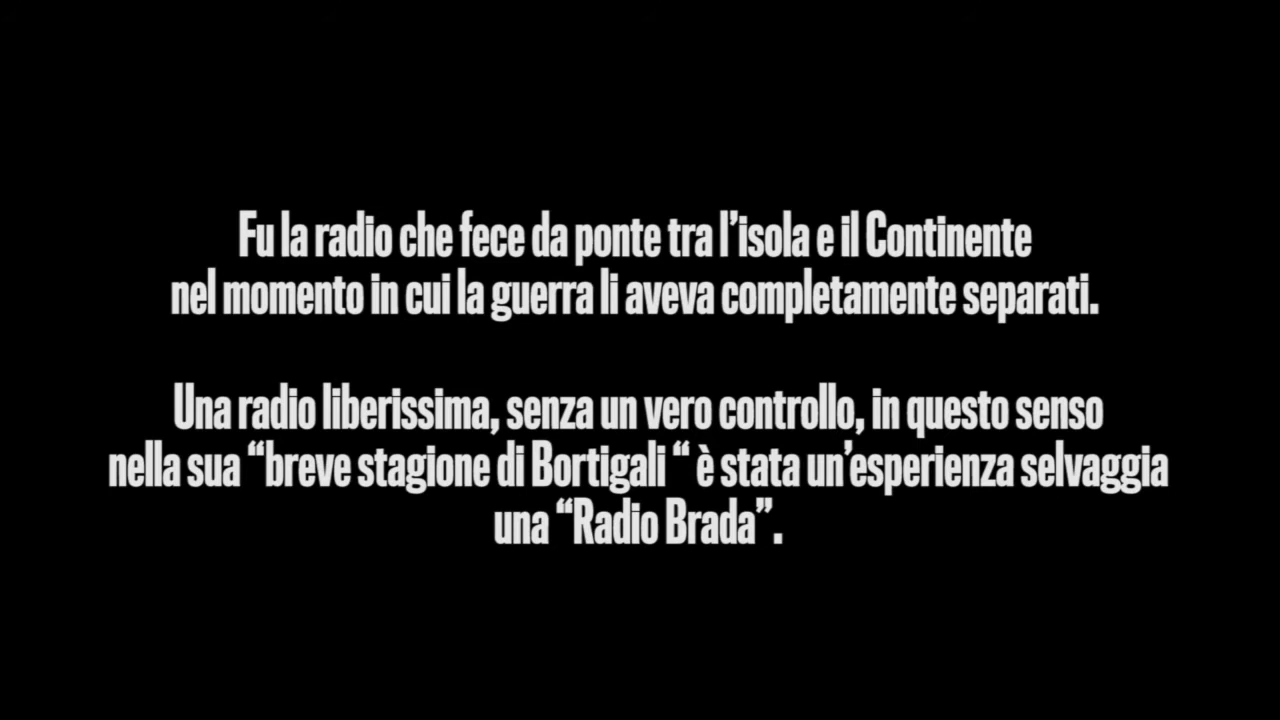 Fu la radio che fece da ponte tra l’isola e il Continente
nel momento in cui la guerra li aveva completamente separati.
Una radio liberissima, senza un vero controllo, in questo senso
nella sua “breve stagione di Bortigali “ è stata un’esperienza selvaggia
una “Radio Brada”.